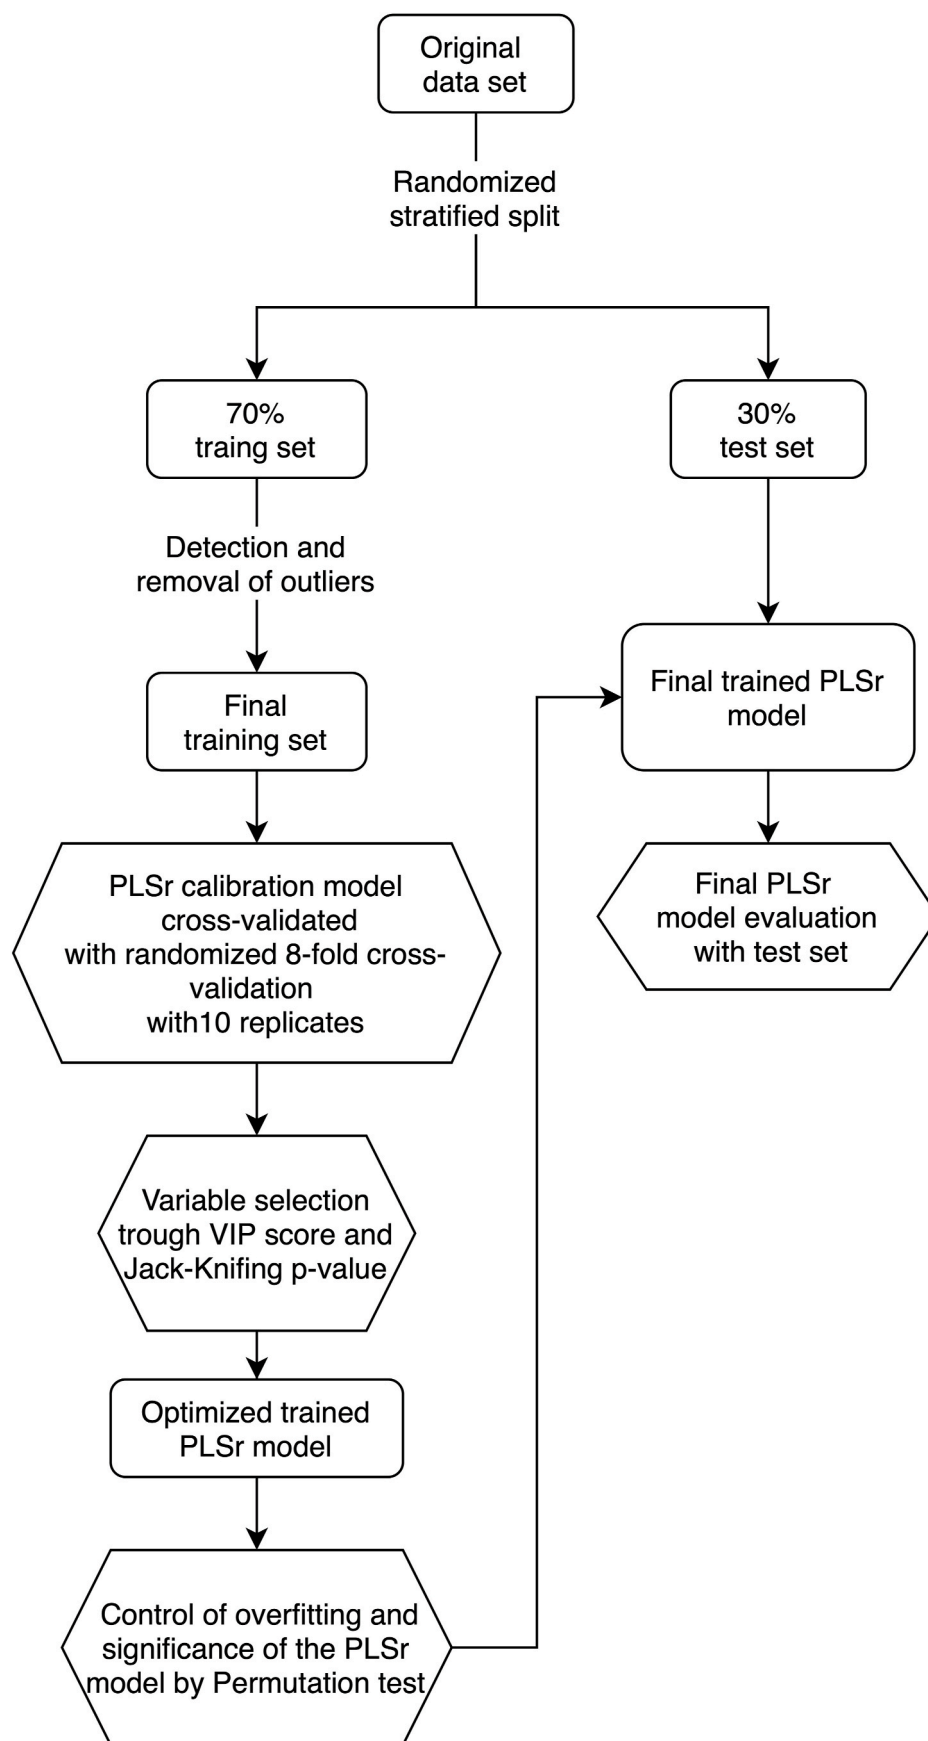 Original
data set
Randomized
stratified split
70%
traing set
30%
test set
Detection and
removal of outliers
Final
training set
Final trained PLSr
model
PLSr calibration model
cross-validated
with randomized 8-fold cross-
validation
with10 replicates
Final PLSr
model evaluation
with test set
Variable selection
trough VIP score and
Jack-Knifing p-value
Optimized trained
PLSr model
Control of overfitting and
significance of the PLSr
model by Permutation test